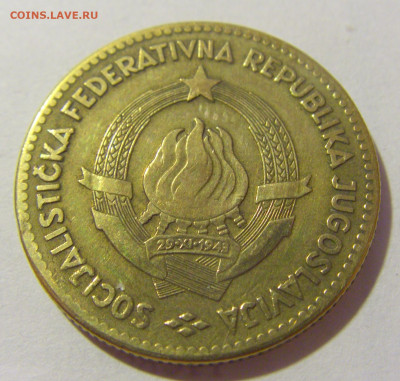 COINS.LAVE.RU
SOCIJALISTIČKA FEDERATIVNA REPUBLIKA JUGOSLAVIJA
29·XI·1943